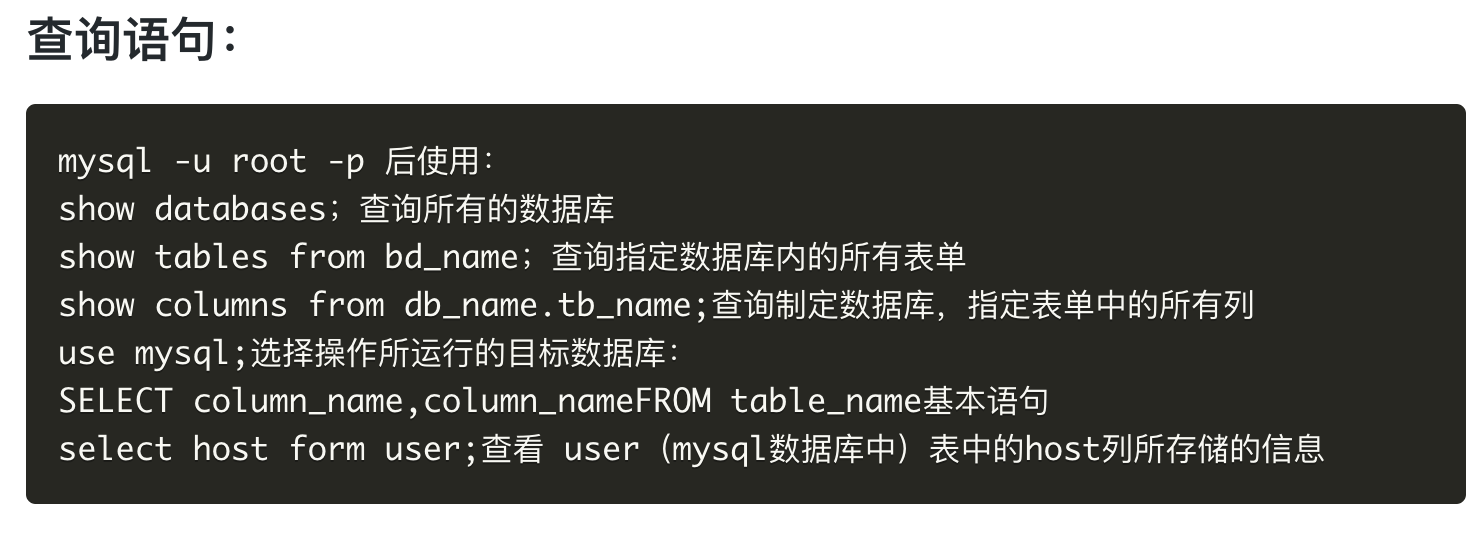 查询语句：
mysql -u root -p 后使用：
show databases；查询所有的数据库
show tables from bd_name；查询指定数据库内的所有表单
show columns from db_name.tb_name;查询制定数据库，指定表单中的所有列
use mysql;选择操作所运行的目标数据库：
SELECT column_name,column_nameFROM table_name基本语句
select host form user;查看 user（mysql数据库中）表中的host列所存储的信息